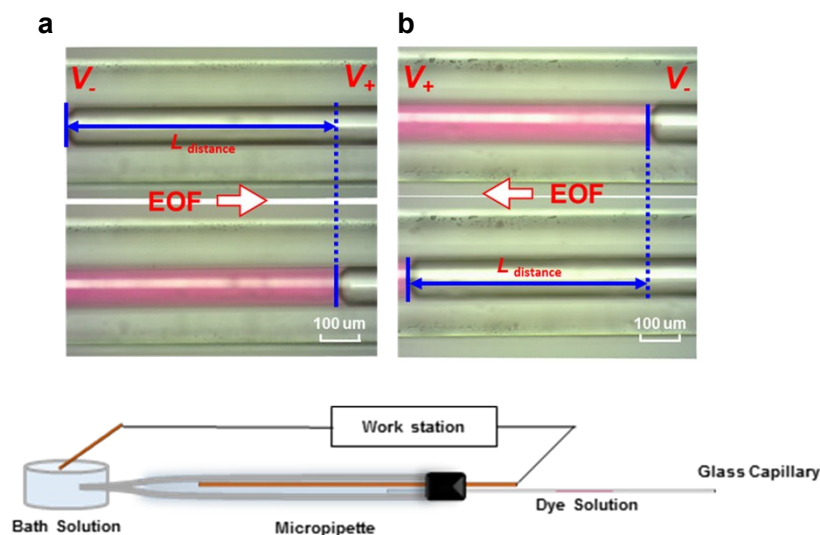 a
b
V-
V+
L distance
EOF
100 um
V+
V-
EOF
L distance
100 um
Work station
Glass Capillary
Dye Solution
Bath Solution
Micropipette